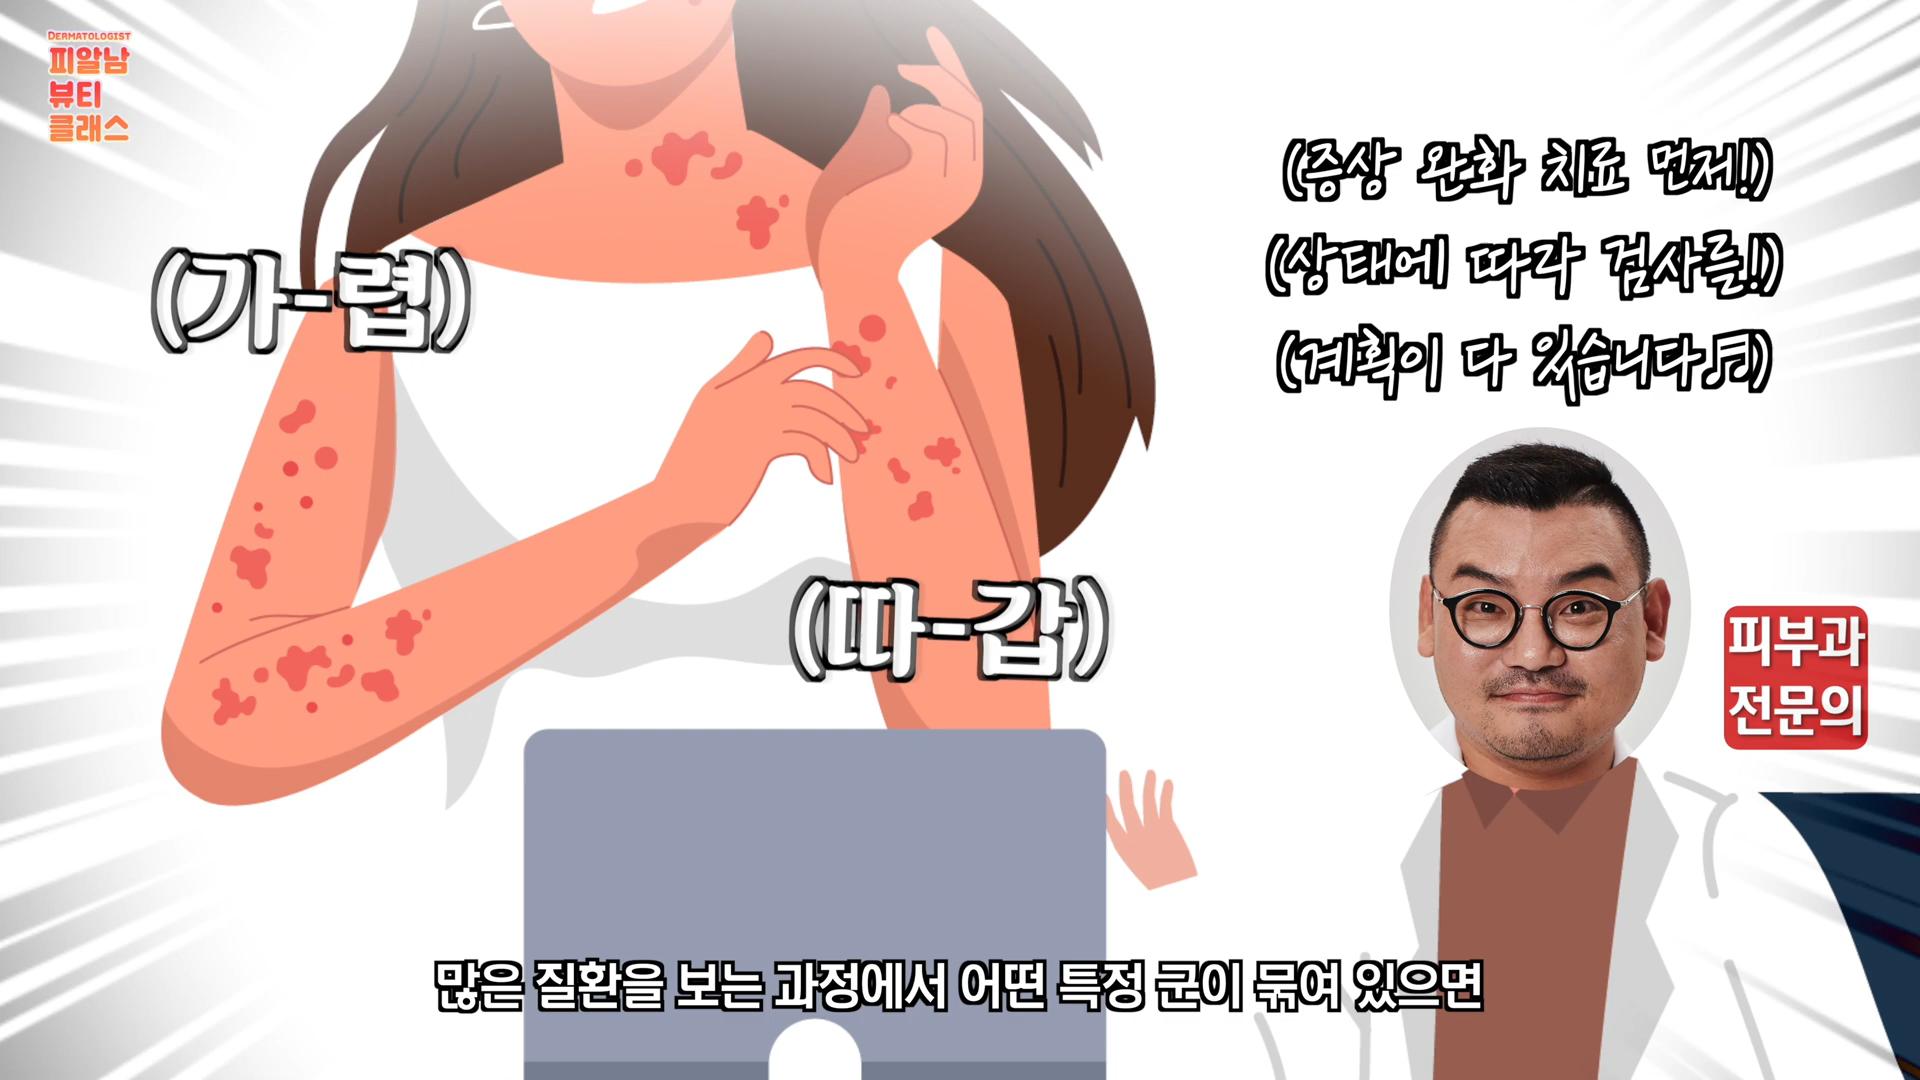 DERMATOLOGIST
피알남
뷰티
클래스
(증상 완화 치료 먼저!)
(상태에 따라 검사를!)
(계획이 다 있습니다♬)
(가-렵)
(따-갑)
피부과
전문의
많은 질환을 보는 과정에서 어떤 특정 군이 묶여 있으면